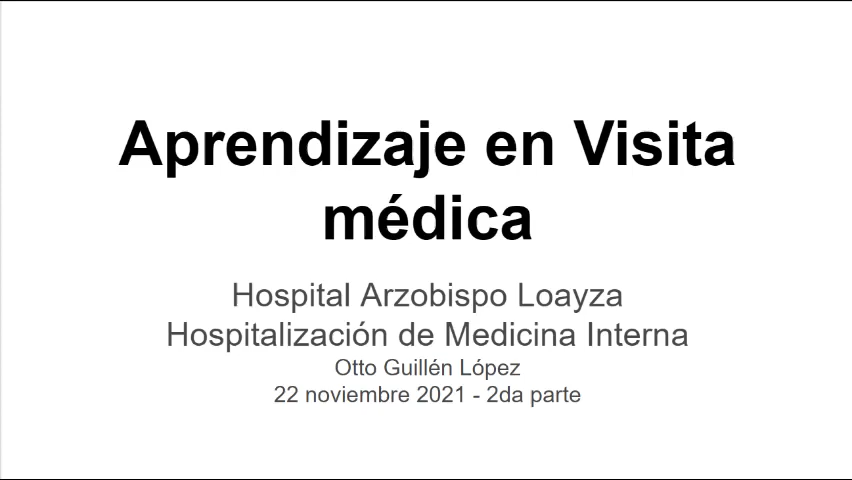 Aprendizaje en Visita
médica
Hospital Arzobispo Loayza
Hospitalización de Medicina Interna
Otto Guillén López
22 noviembre 2021 - 2da parte